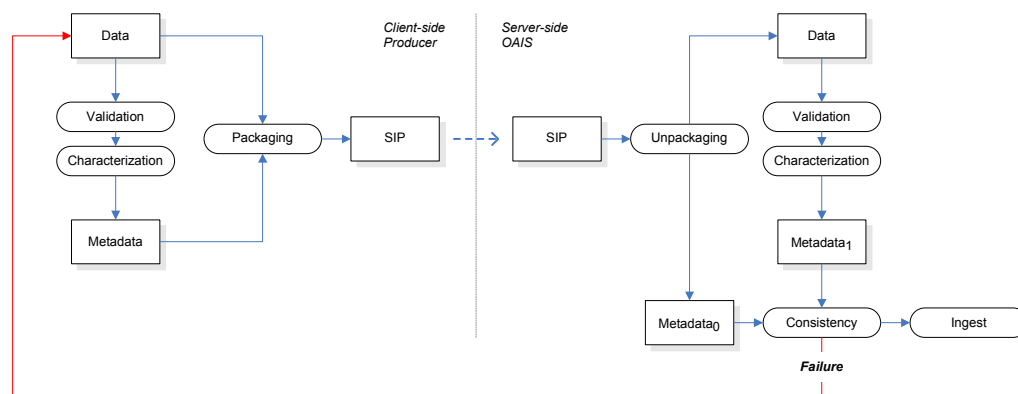 Data
Client-side
Producer
Server-side
OAIS
Data
Validation
Validation
Packaging
SIP
SIP
Unpackaging
Characterization
Characterization
Metadata
Metadata1
Metadata0
Consistency
Ingest
Failure